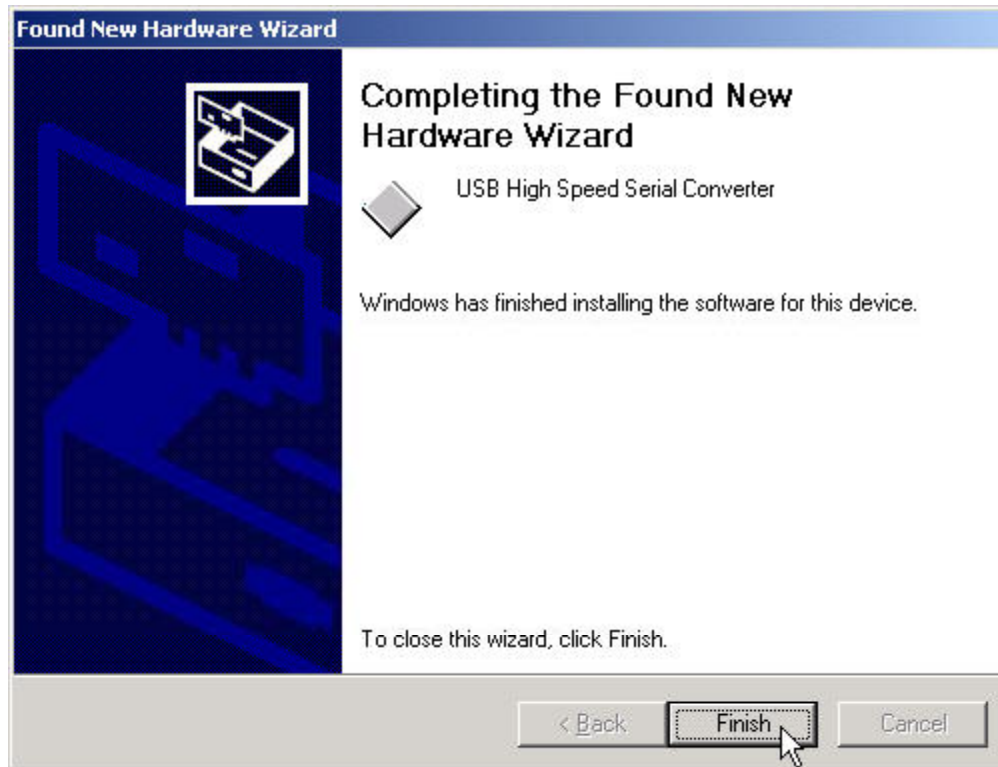 Found New Hardware Wizard
Completing the Found New
Hardware Wizard
USB High Speed Serial Converter
Windows has finished installing the software for this device.
To close this wizard, click Finish.
< Back
Finish
Cancel